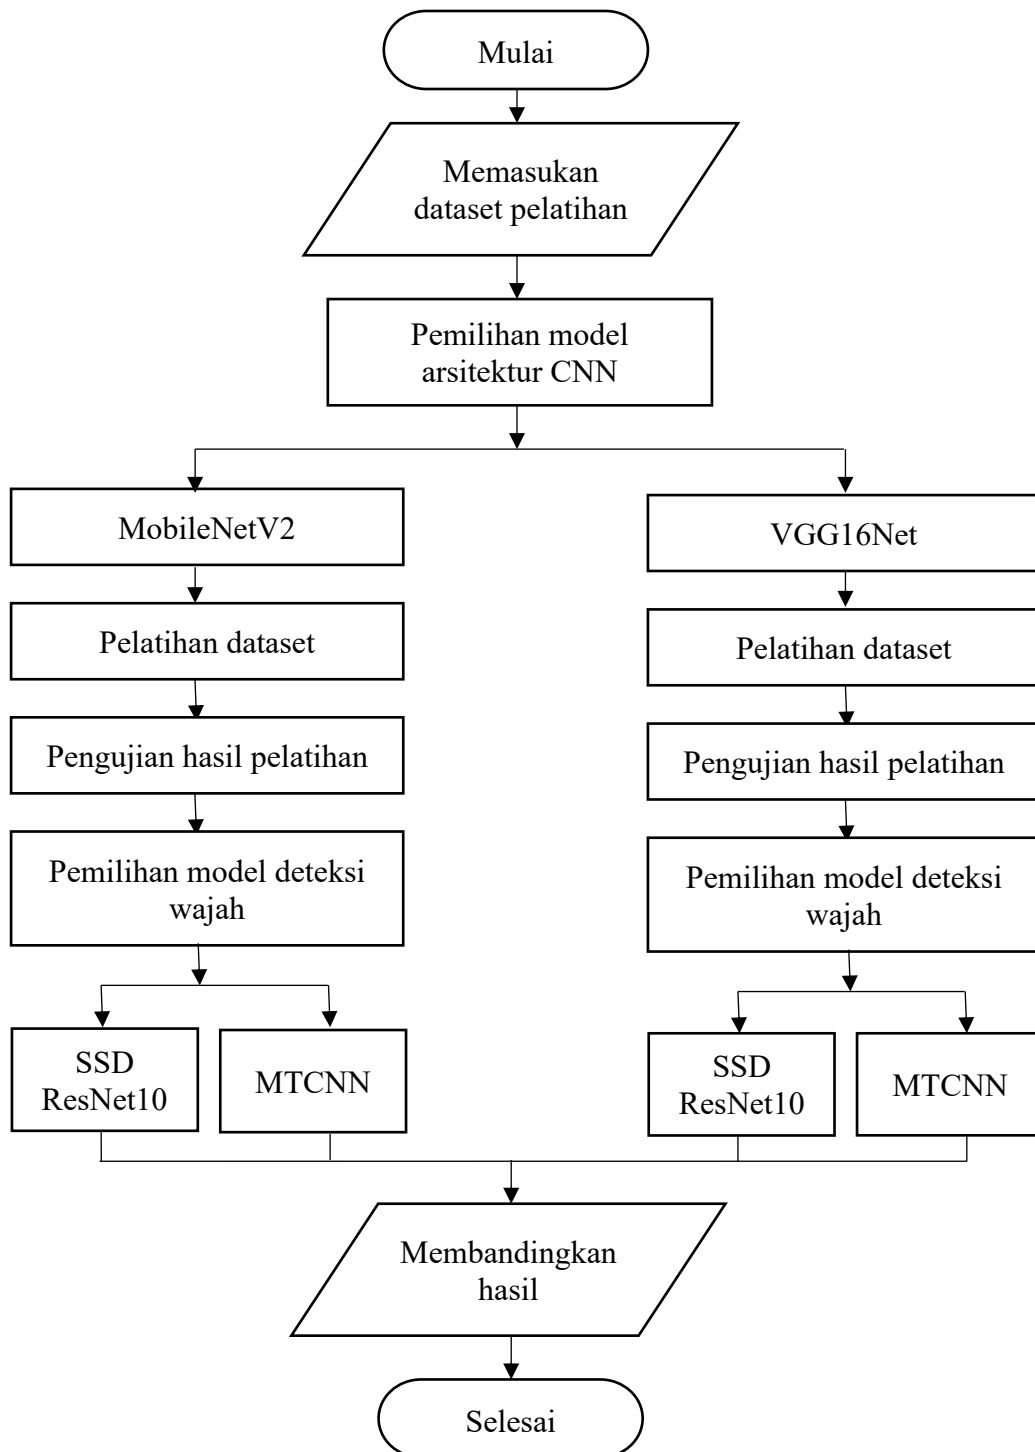 Mulai
Memasukan
dataset pelatihan
Pemilihan model
arsitektur CNN
MobileNetV2
Pelatihan dataset
Pengujian hasil pelatihan
Pemilihan model deteksi
wajah
SSD
ResNet10
MTCNN
VGG16Net
Pelatihan dataset
Pengujian hasil pelatihan
Pemilihan model deteksi
wajah
SSD
ResNet10
MTCNN
Membandingkan
hasil
Selesai